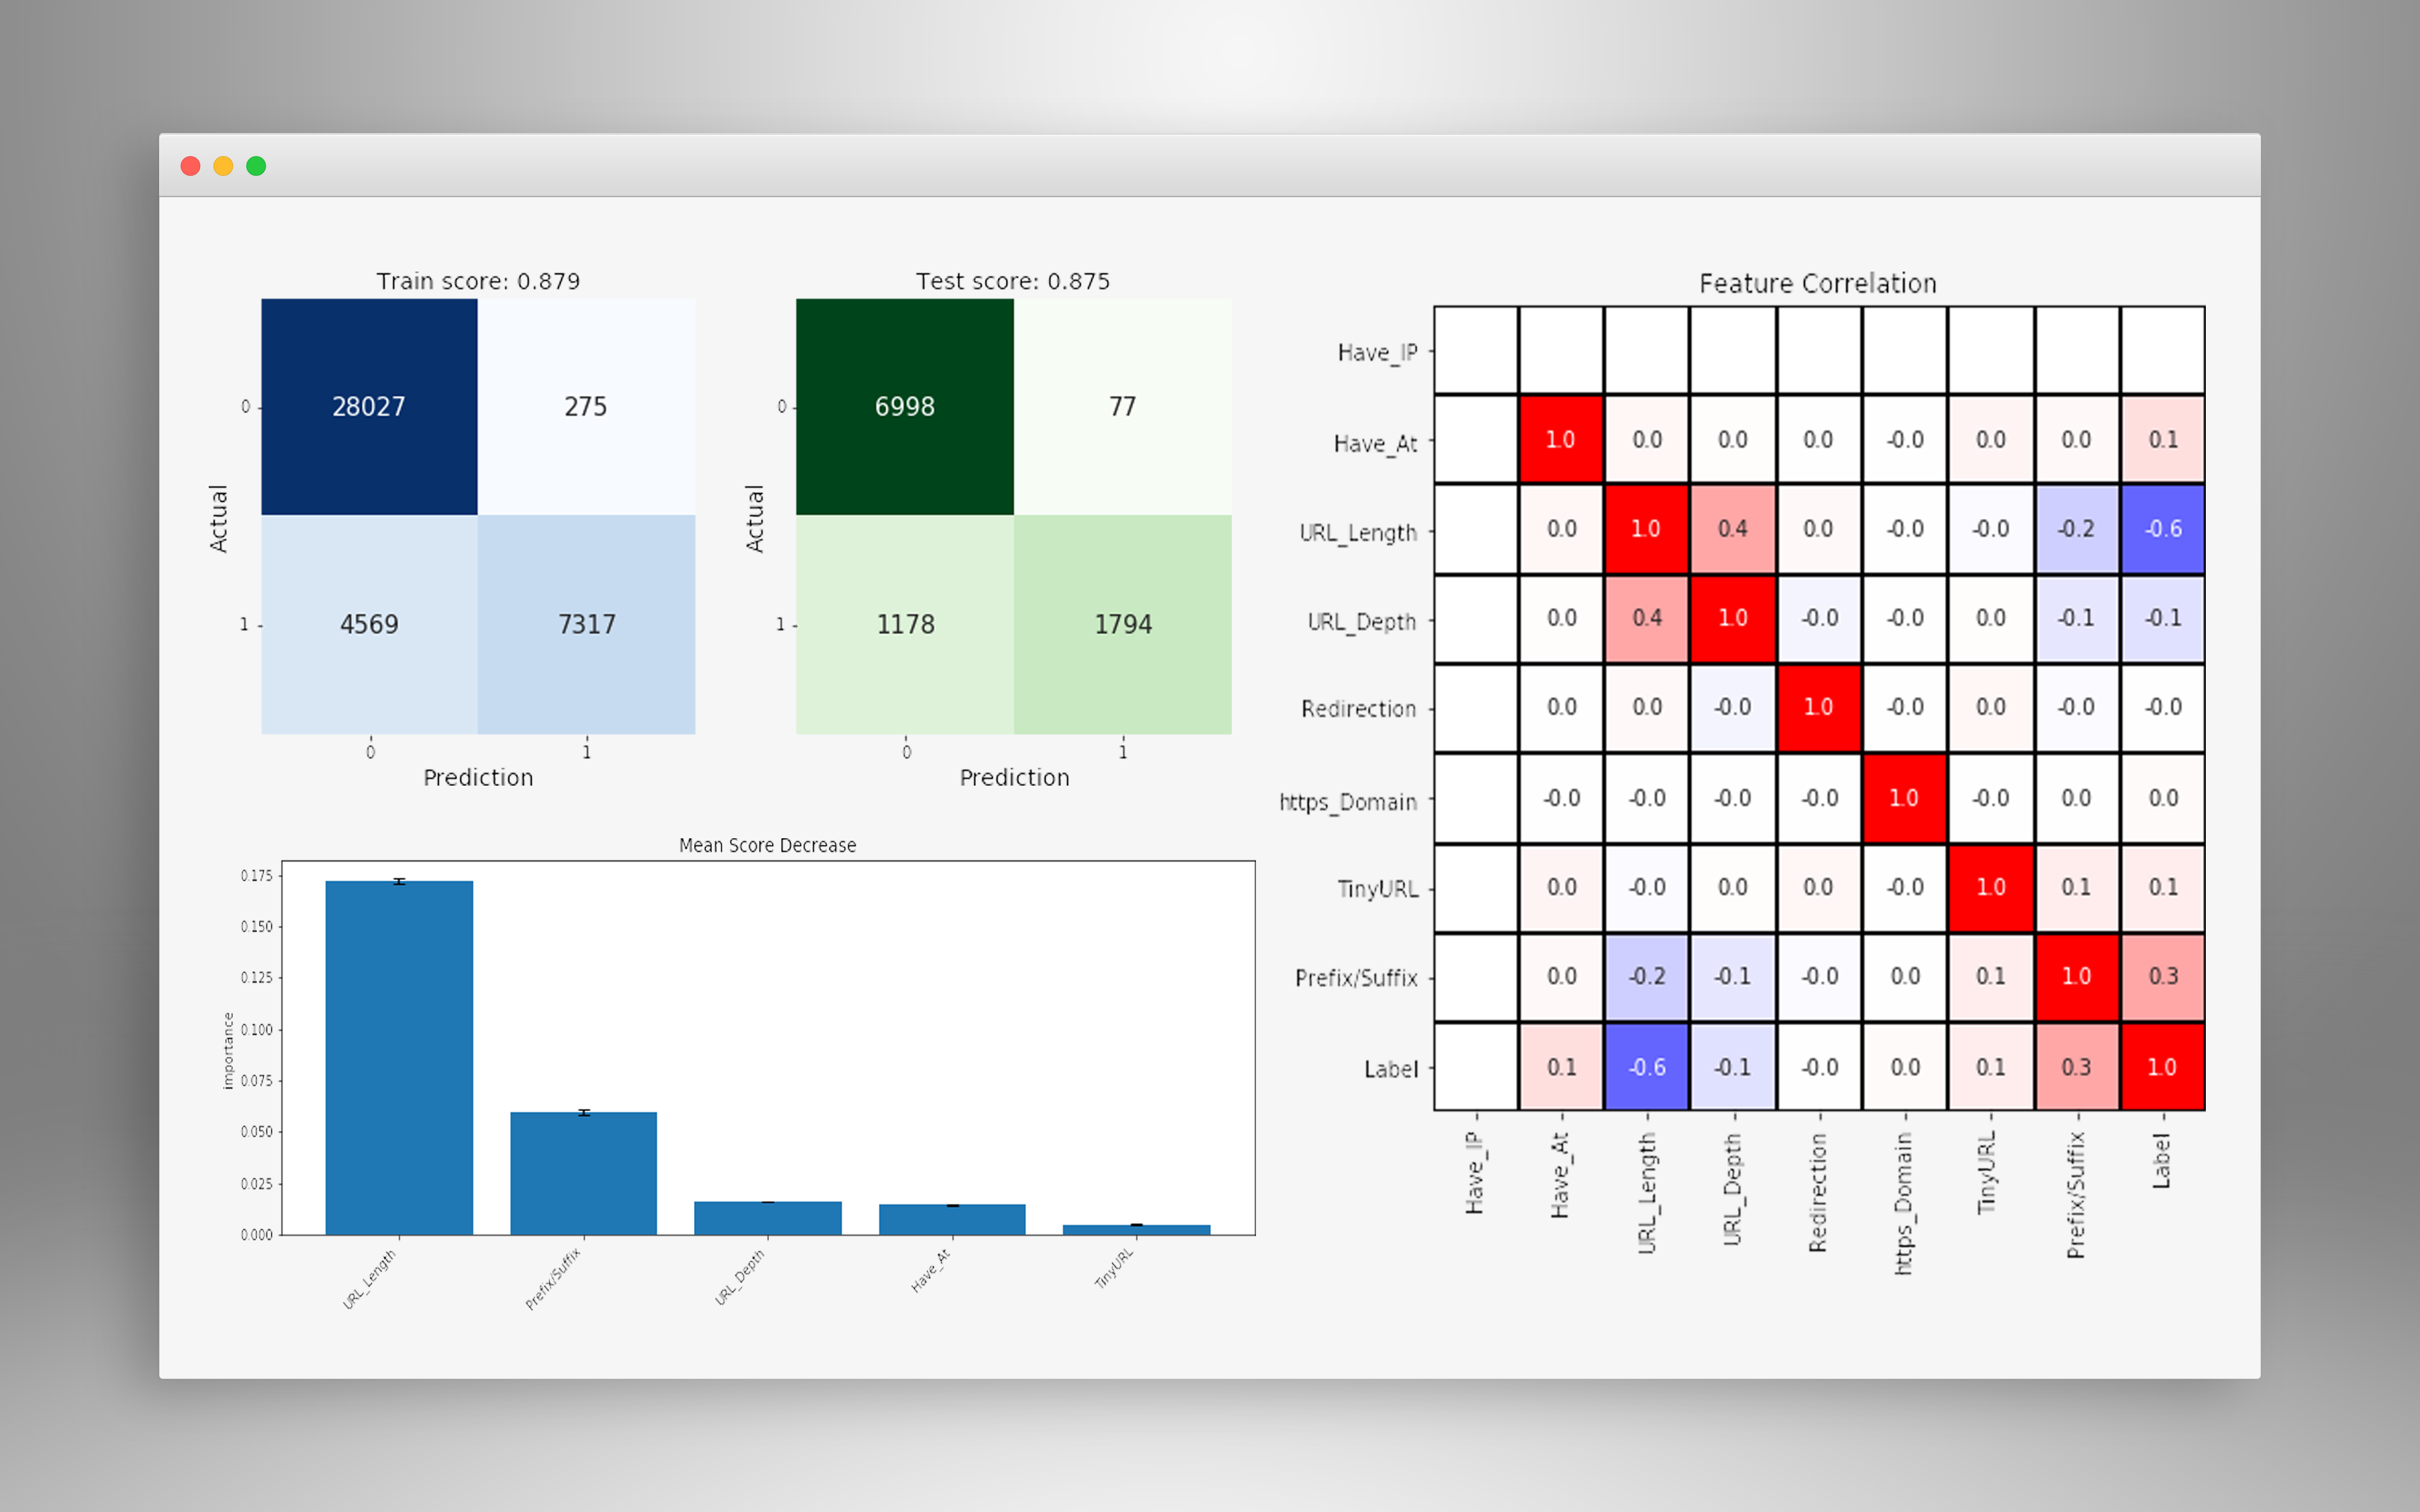 Train score: 0.879
28027 275
4569 7317
0
1
Actual
0 1
Prediction
Test score: 0.875
6998 77
1178 1794
0
1
Actual
0 1
Prediction
Mean Score Decrease
0.175
0.150
0.125
0.100
0.075
0.050
0.025
0.000
importance
URL_Length
Prefix/Suffix
URL_Depth
Have_At
TinyURL
Feature Correlation
Have_IP
Have_At 1.0 0.0 0.0 0.0 -0.0 0.0 0.0 0.1
URL_Length 0.0 1.0 0.4 0.0 -0.0 -0.0 -0.2 -0.6
URL_Depth 0.0 0.4 1.0 -0.0 -0.0 0.0 -0.1 -0.1
Redirection 0.0 0.0 -0.0 1.0 -0.0 0.0 -0.0 -0.0
https_Domain -0.0 -0.0 -0.0 -0.0 1.0 -0.0 0.0 0.0
TinyURL 0.0 -0.0 0.0 0.0 -0.0 1.0 0.1 0.1
Prefix/Suffix 0.0 -0.2 -0.1 -0.0 0.0 0.1 1.0 0.3
Label 0.1 -0.6 -0.1 -0.0 0.0 0.1 0.3 1.0
Have_IP
Have_At
URL_Length
URL_Depth
Redirection
https_Domain
TinyURL
Prefix/Suffix
Label